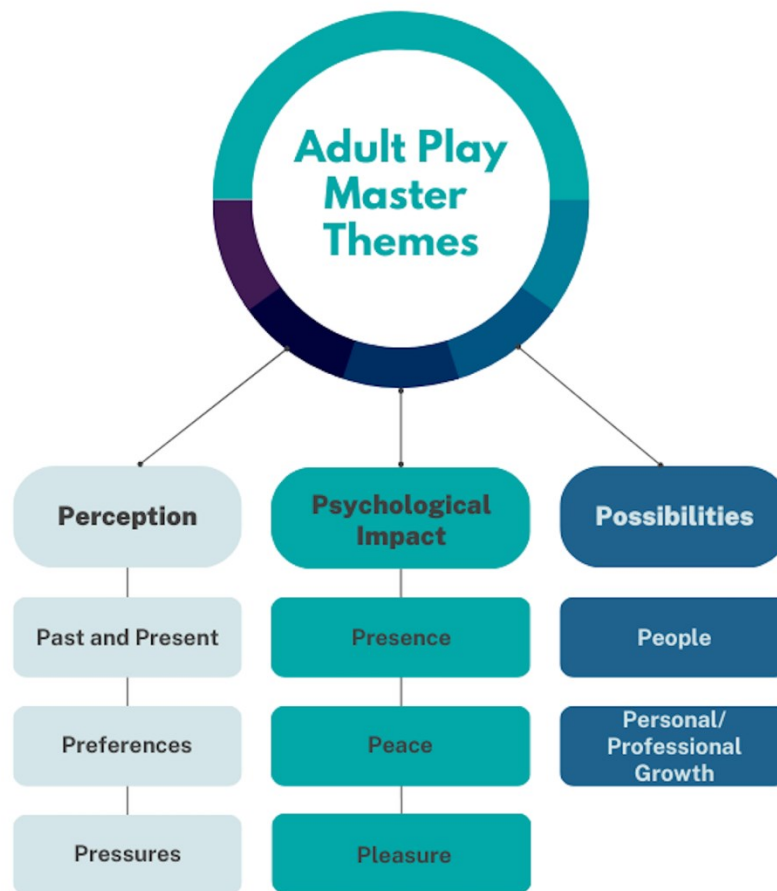 Adult Play
Master
Themes
Perception
Psychological
Impact
Possibilities
Past and Present
Presence
People
Preferences
Peace
Personal/
Professional
Growth
Pressures
Pleasure